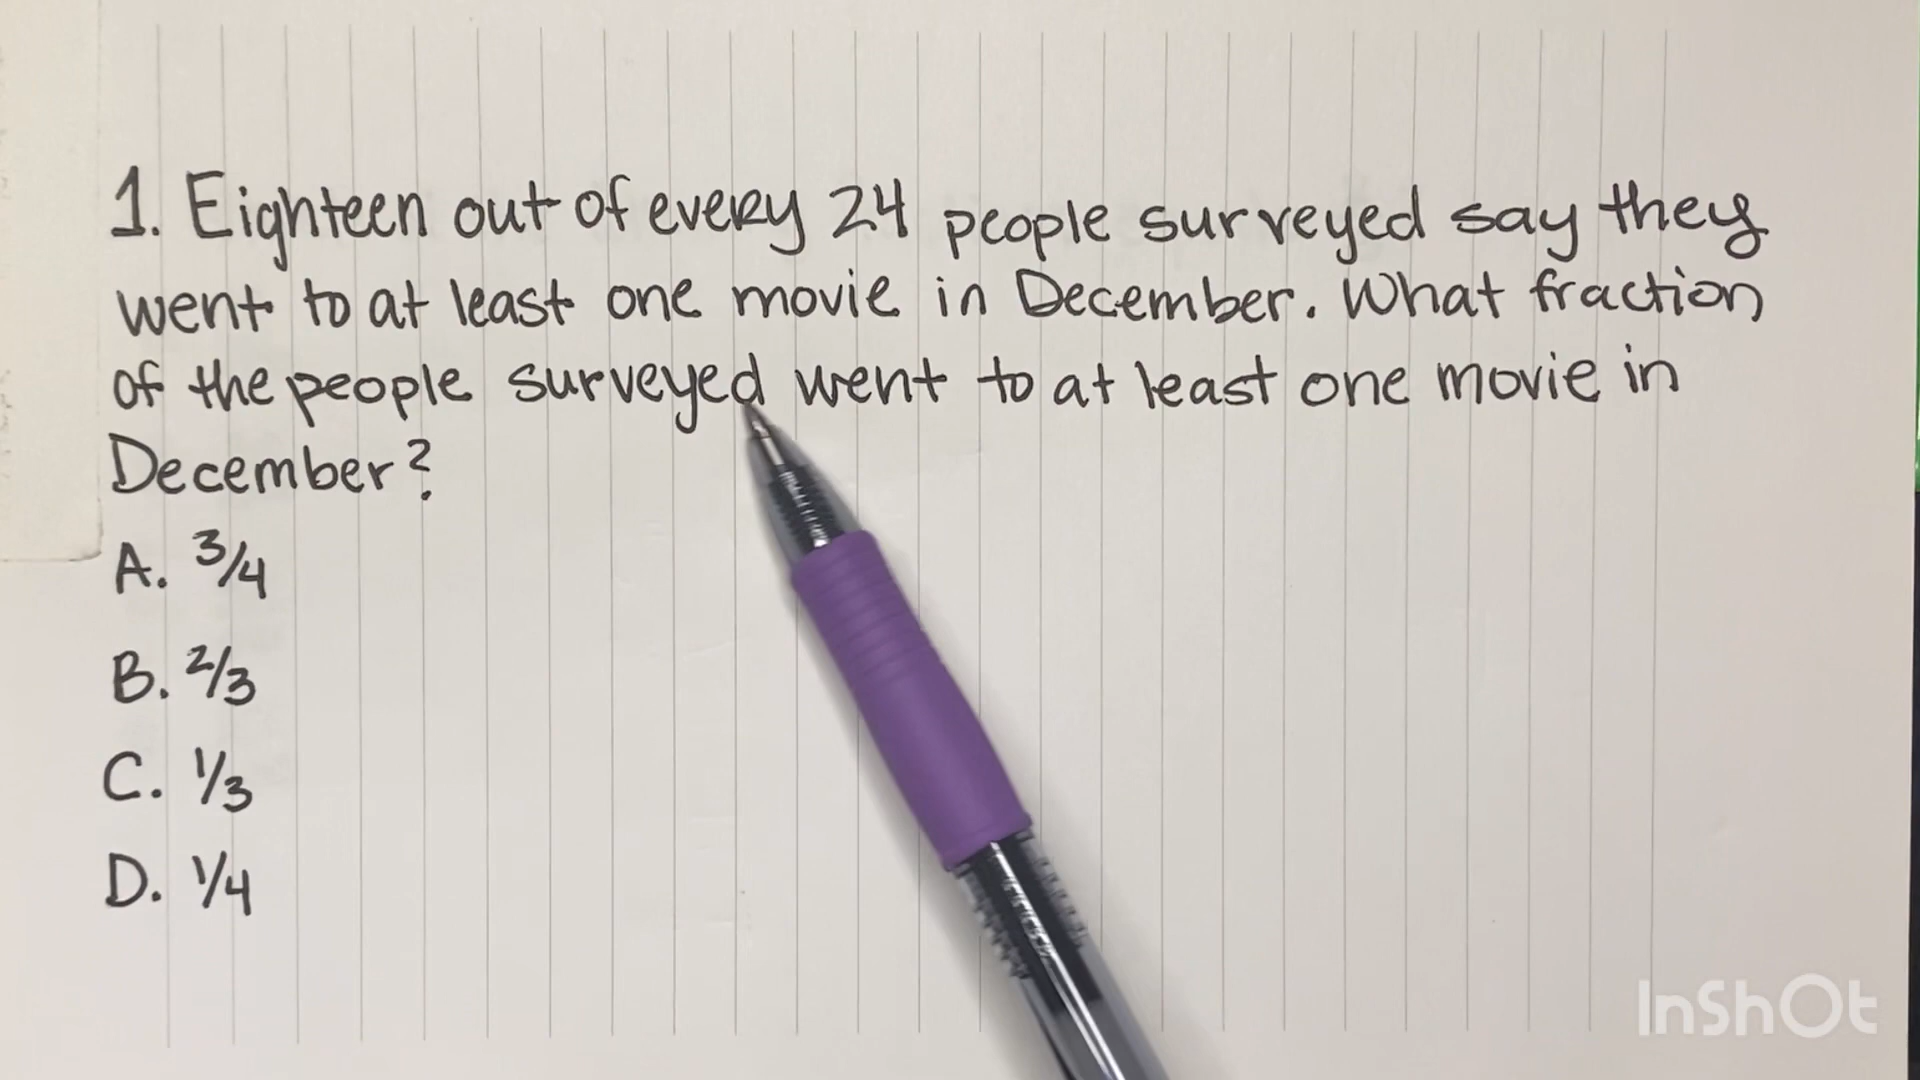 1. Eighteen out of every 24 people surveyed say they
went to at least one movie in December. What fraction
of the people surveyed went to at least one movie in
December?
A. 3/4
B. 2/3
C. 1/3
D. 1/4
InShOt